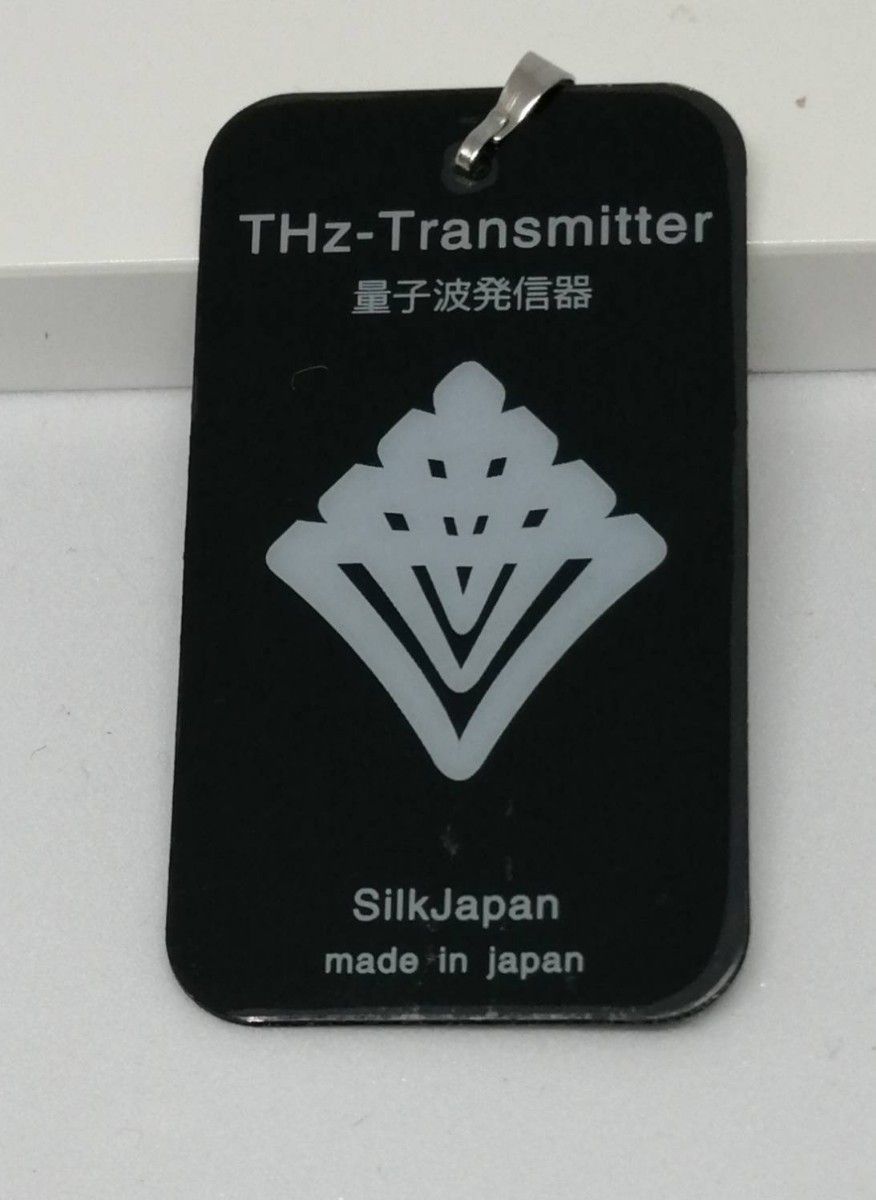 THz-Transmitter
量子波発信器
SilkJapan
made in japan